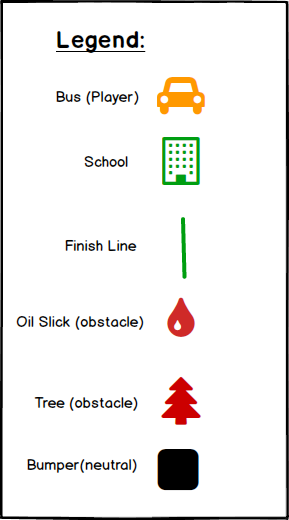 Legend:
Bus (Player)
School
Finish Line
Oil Slick (obstacle)
Tree (obstacle)
Bumper(neutral)